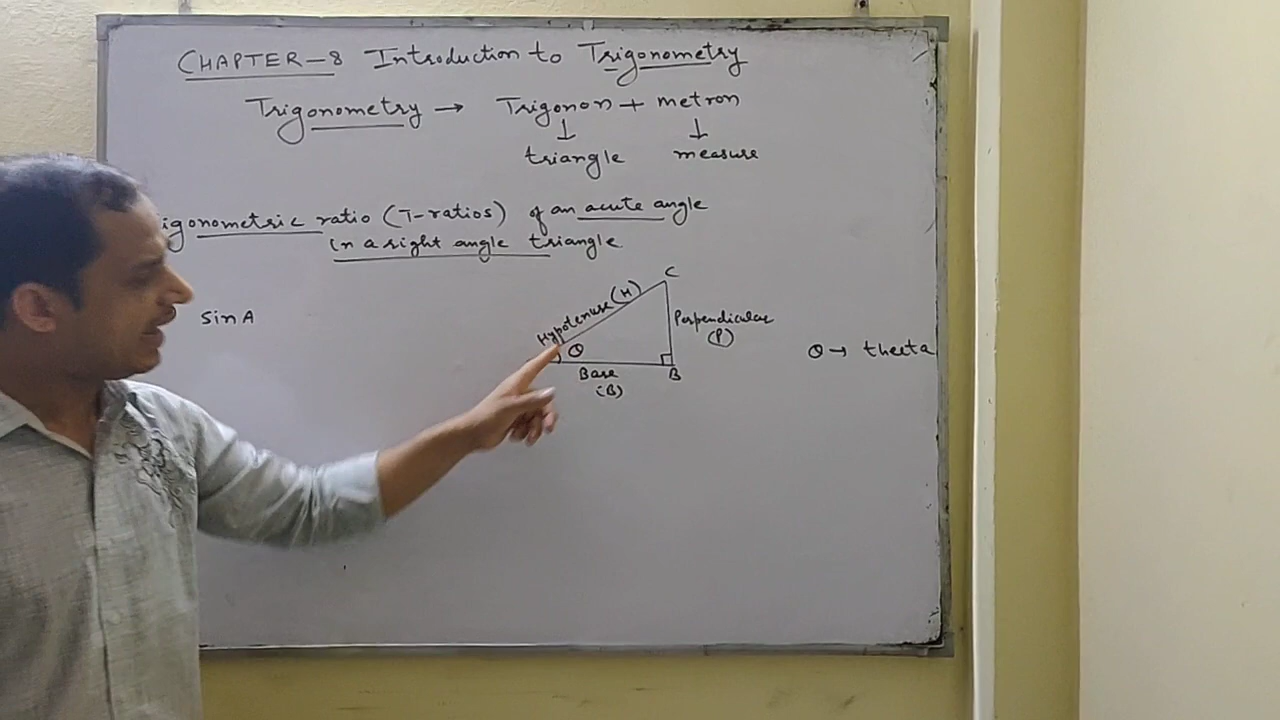 CHAPTER-8 Introduction to Trigonometry
Trigonometry → Trigonon + metron
↓ ↓
triangle measure
igonometric ratio (T-ratios) of an acute angle
in a right angle triangle
C
Hypotenuse (H)
sin A
Perpendicular
(P)
θ
θ → theeta
Base
B
(B)